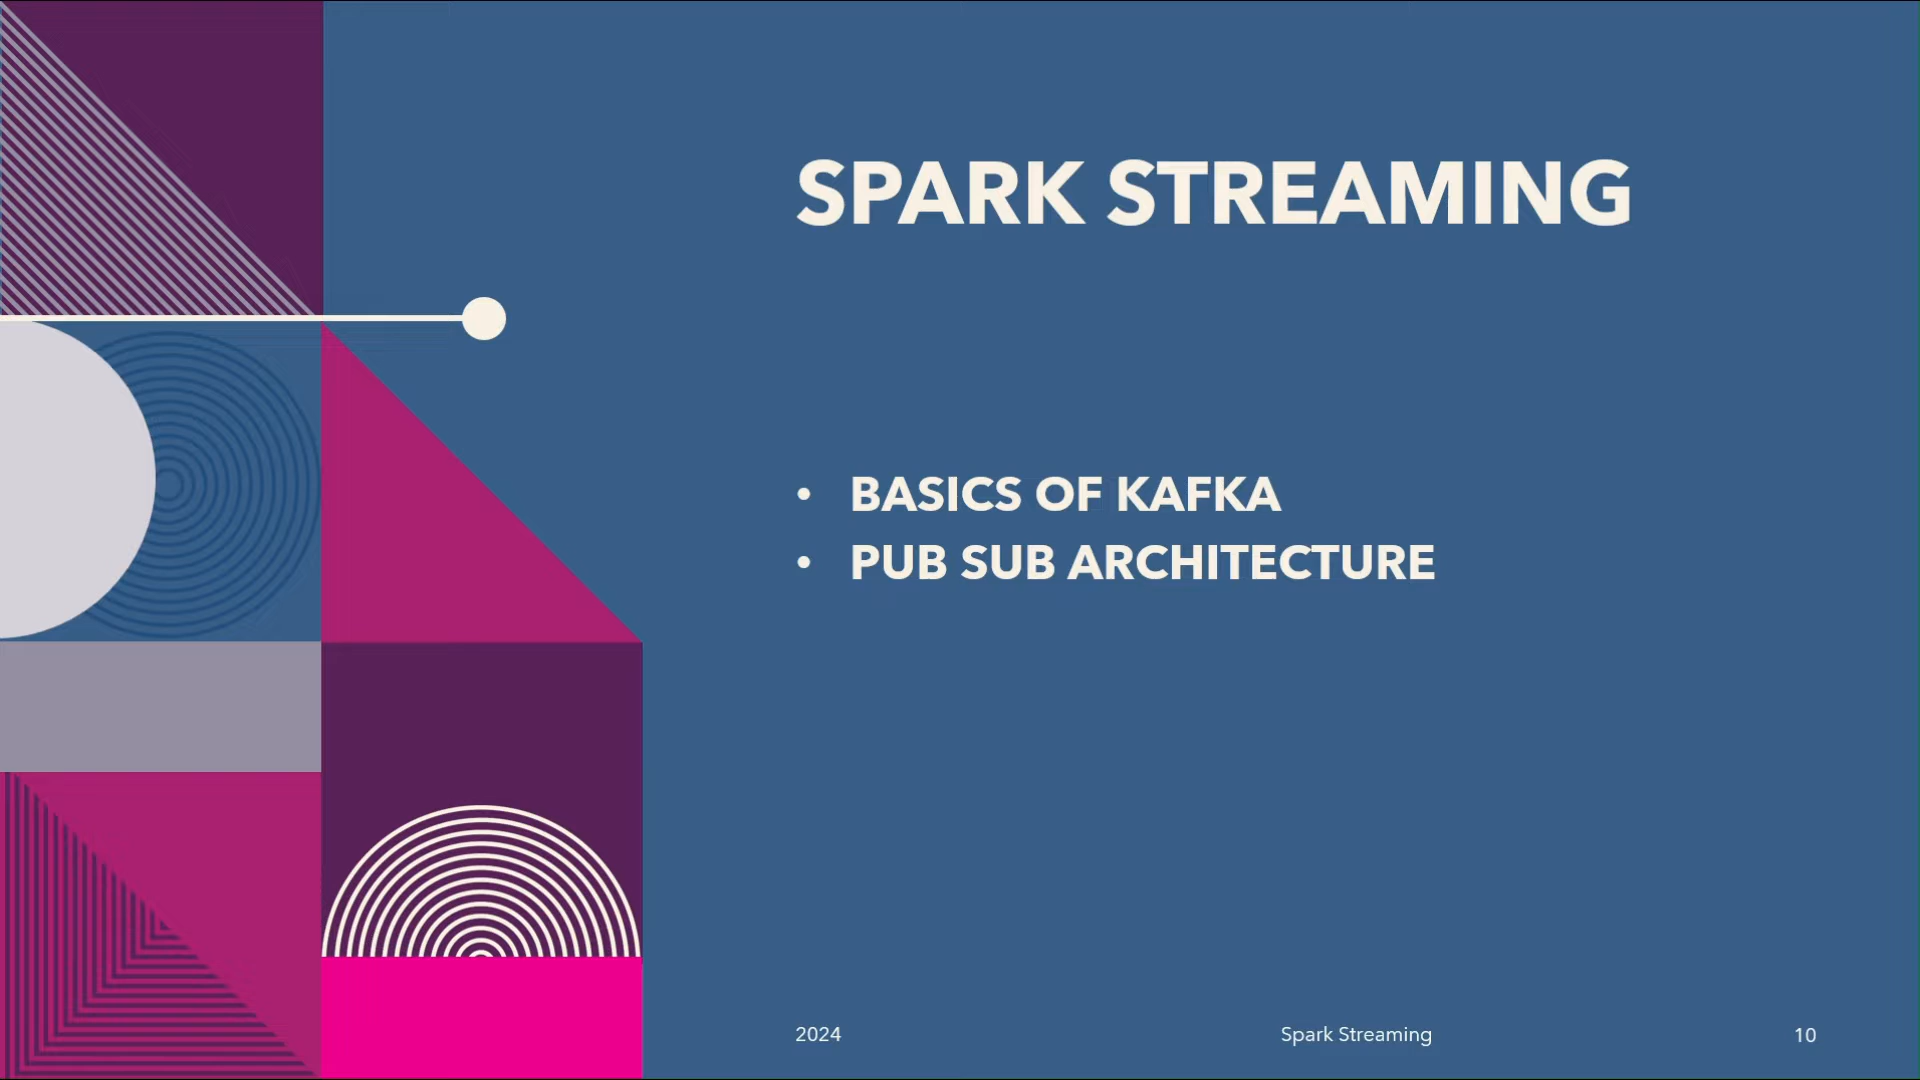 SPARK STREAMING
• BASICS OF KAFKA
• PUB SUB ARCHITECTURE
2024 Spark Streaming 10